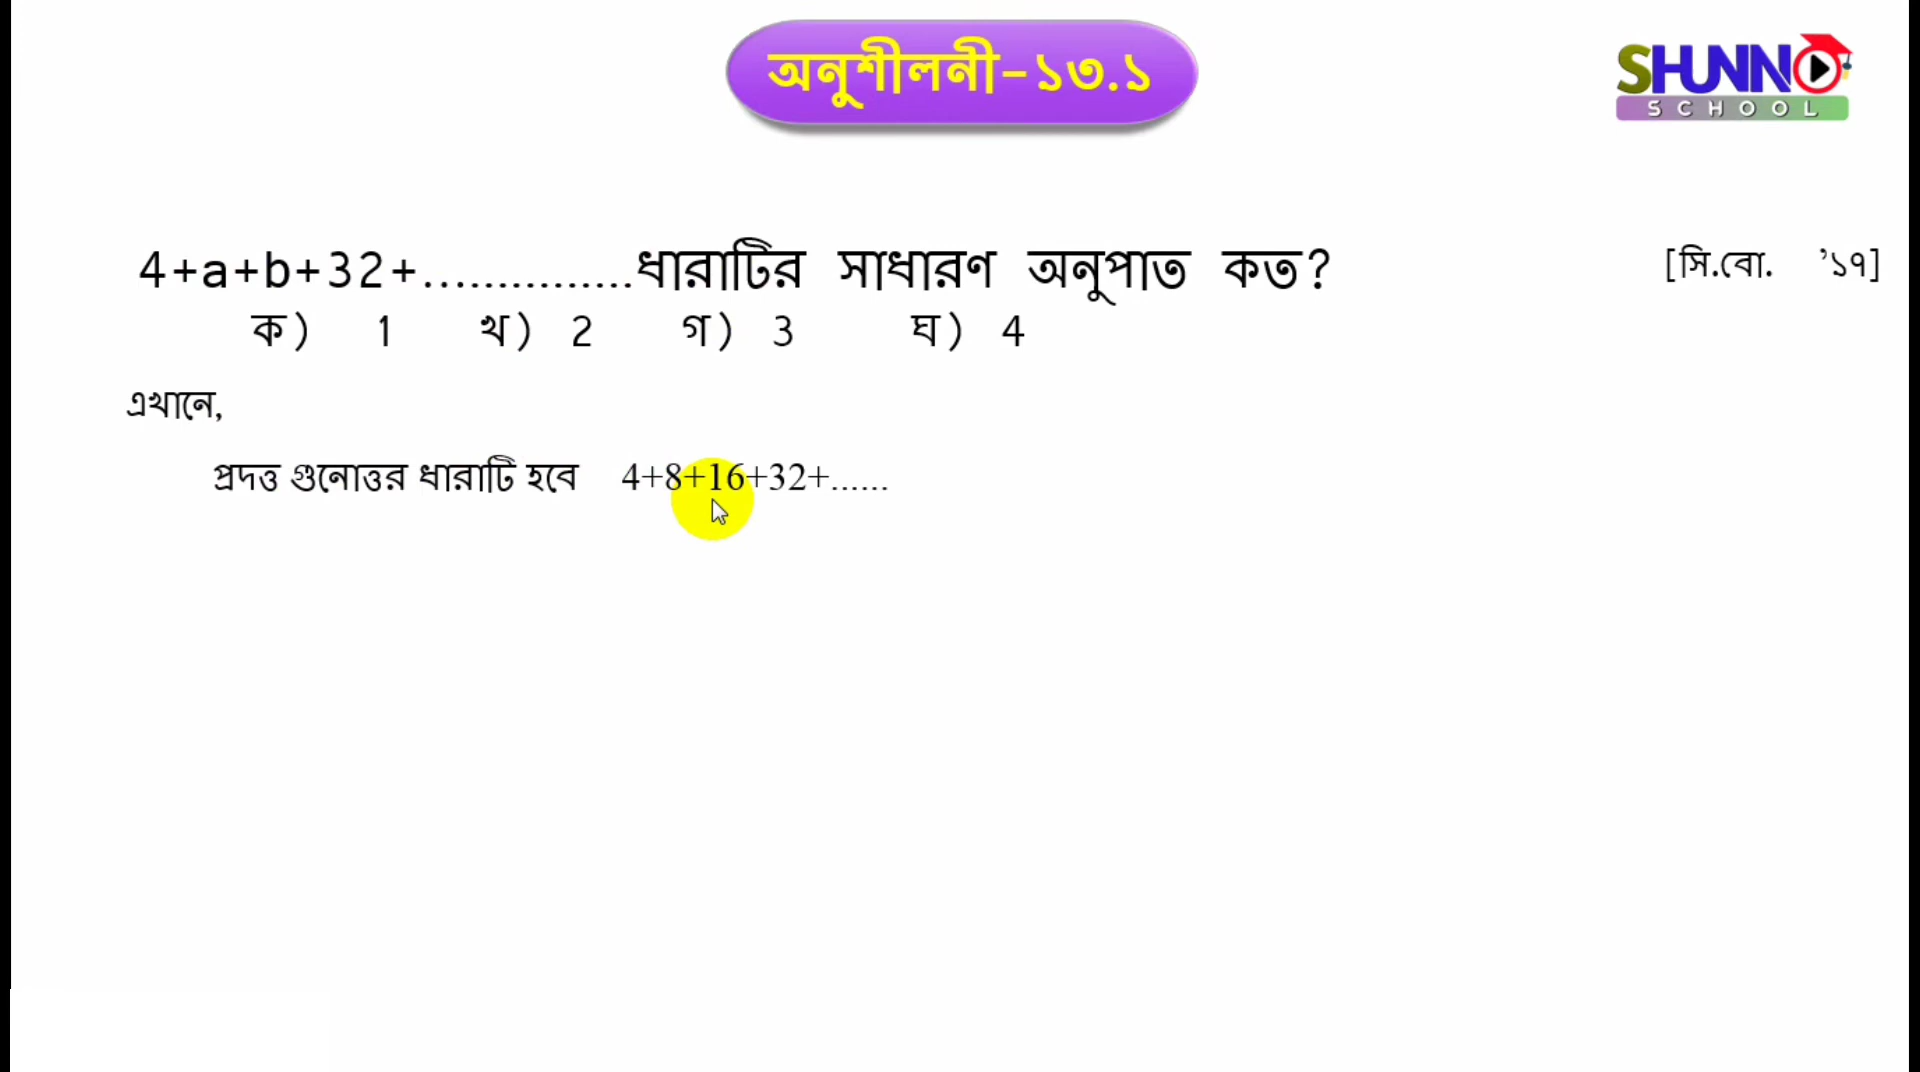 অনুশীলনী-১৩.১
SHUNNO
SCHOOL
4+a+b+32+...............ধারাটির সাধারণ অনুপাত কত? [সি.বো. ’১৭]
ক) 1 খ) 2 গ) 3 ঘ) 4
এখানে,
প্রদত্ত গুনোত্তর ধারাটি হবে 4+8+16+32+......